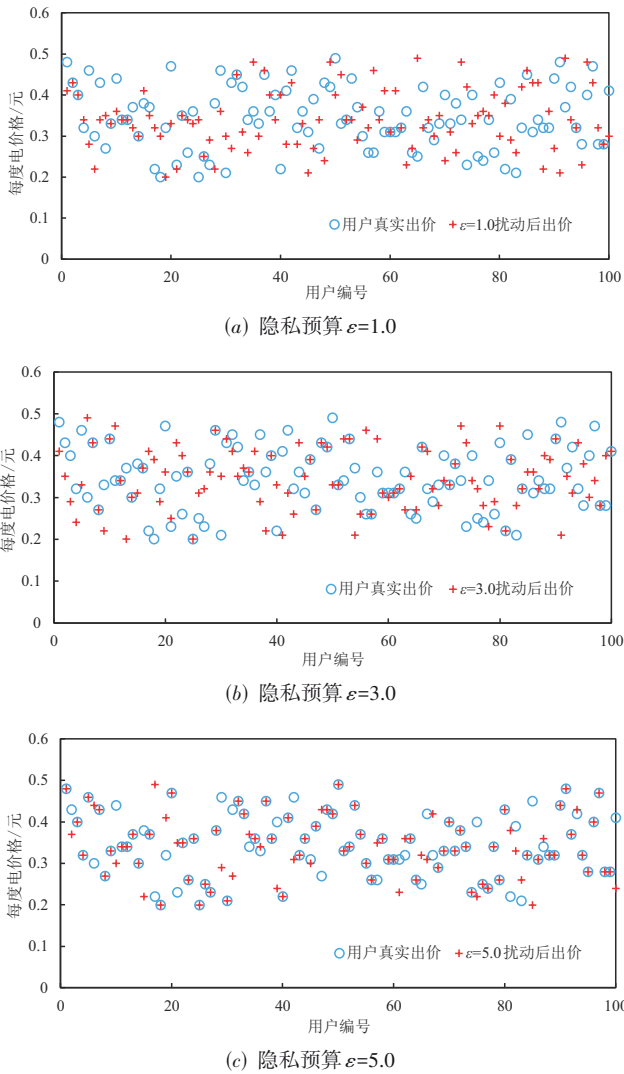 0.6
0.5
0.4
0.3
0.2
0.1
0
每度电价格/元
用户真实出价 ε=1.0扰动后出价
0 20 40 60 80 100
用户编号
(a) 隐私预算 ε=1.0
0.6
0.5
0.4
0.3
0.2
0.1
0
每度电价格/元
用户真实出价 ε=3.0扰动后出价
0 20 40 60 80 100
用户编号
(b) 隐私预算 ε=3.0
0.6
0.5
0.4
0.3
0.2
0.1
0
每度电价格/元
用户真实出价 ε=5.0扰动后出价
0 20 40 60 80 100
用户编号
(c) 隐私预算 ε=5.0